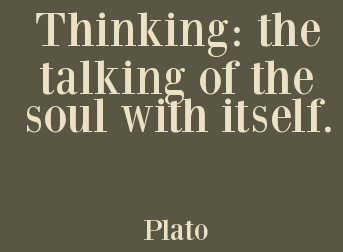 Thinking: the
talking of the
soul with itself.
Plato